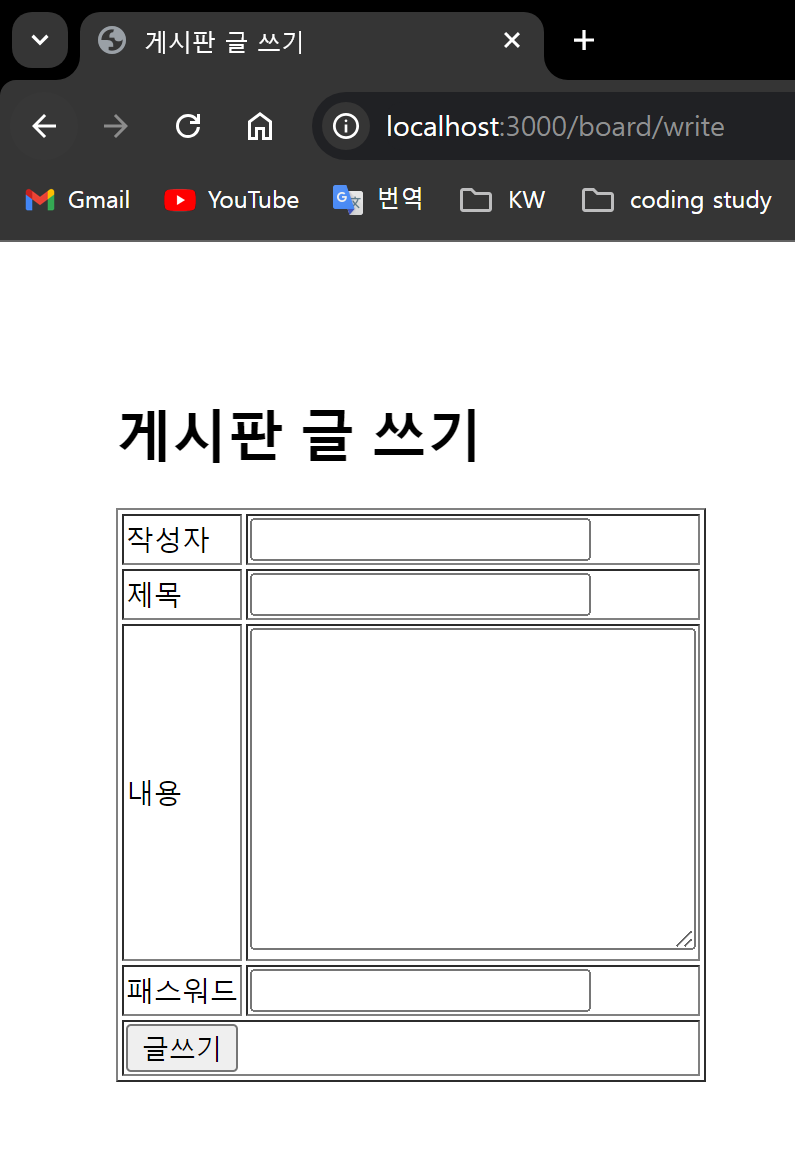 게시판 글 쓰기
localhost:3000/board/write
Gmail YouTube 번역 KW coding study
게시판 글 쓰기
작성자
제목
내용
패스워드
글쓰기